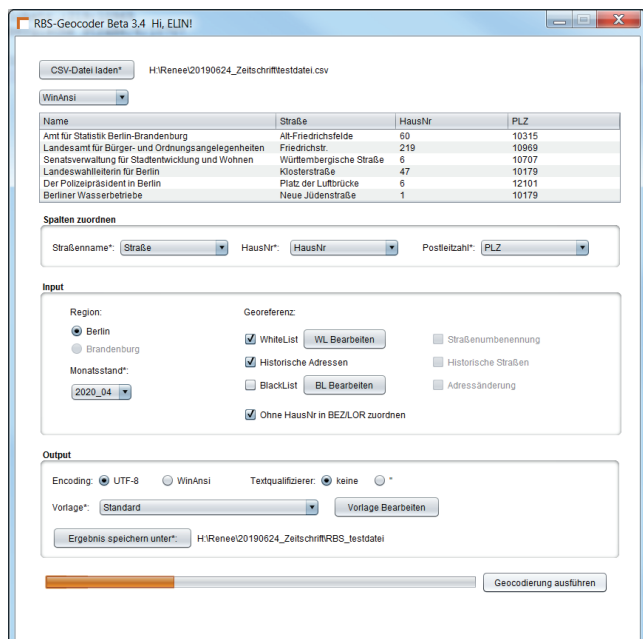 RBS-Geocoder Beta 3.4 Hi, ELIN!
CSV-Datei laden* H:\Renee\20190624_Zeitschrift\testdatei.csv
WinAnsi
Name Straße HausNr PLZ
Amt für Statistik Berlin-Brandenburg Alt-Friedrichsfelde 60 10315
Landesamt für Bürger- und Ordnungsangelegenheiten Friedrichstr. 219 10969
Senatsverwaltung für Stadtentwicklung und Wohnen Württembergische Straße 6 10707
Landeswahlleiterin für Berlin Klosterstraße 47 10179
Der Polizeipräsident in Berlin Platz der Luftbrücke 6 12101
Berliner Wasserbetriebe Neue Jüdenstraße 1 10179
Spalten zuordnen
Straßenname*: Straße HausNr*: HausNr Postleitzahl*: PLZ
Input
Region: Georeferenz:
Berlin WhiteList WL Bearbeiten Straßenumbenennung
Brandenburg Historische Adressen Historische Straßen
Monatsstand*: BlackList BL Bearbeiten Adressänderung
2020_04
Ohne HausNr in BEZ/LOR zuordnen
Output
Encoding: UTF-8 WinAnsi Textqualifizierer: keine "
Vorlage*: Standard Vorlage Bearbeiten
Ergebnis speichern unter*: H:\Renee\20190624_Zeitschrift\RBS_testdatei
Geocodierung ausführen